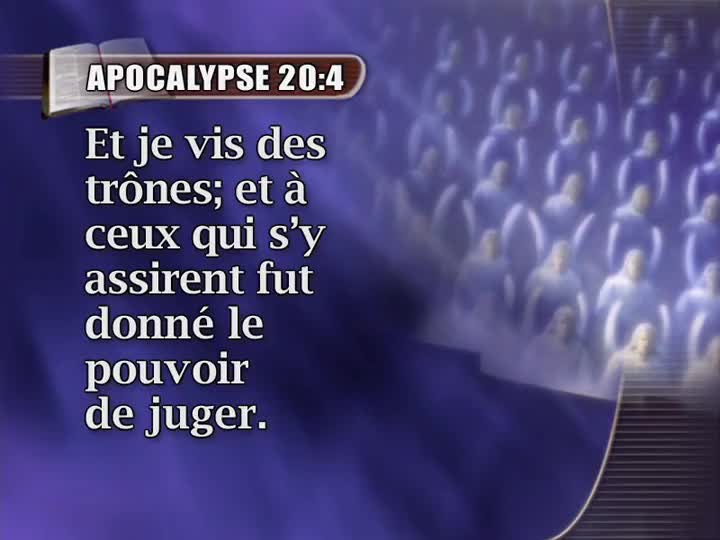 APOCALYPSE 20:4
Et je vis des
trônes; et à
ceux qui s’y
assirent fut
donné le
pouvoir
de juger.